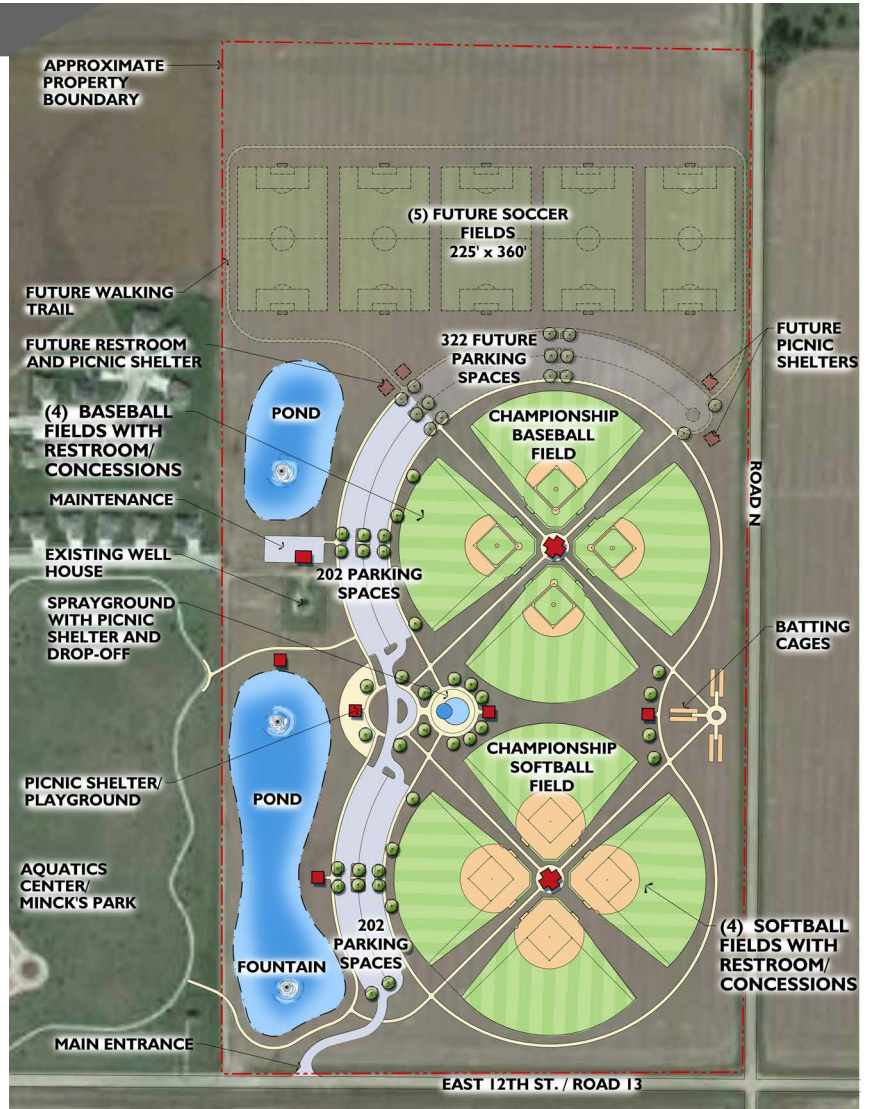 APPROXIMATE
PROPERTY
BOUNDARY
(5) FUTURE SOCCER
FIELDS
225' x 360'
FUTURE WALKING
TRAIL
FUTURE RESTROOM
AND PICNIC SHELTER
322 FUTURE
PARKING
SPACES
FUTURE
PICNIC
SHELTERS
(4) BASEBALL
FIELDS WITH
RESTROOM/
CONCESSIONS
POND
CHAMPIONSHIP
BASEBALL
FIELD
ROAD N
MAINTENANCE
EXISTING WELL
HOUSE
202 PARKING
SPACES
SPRAYGROUND
WITH PICNIC
SHELTER AND
DROP-OFF
BATTING
CAGES
CHAMPIONSHIP
SOFTBALL
FIELD
PICNIC SHELTER/
PLAYGROUND
POND
AQUATICS
CENTER/
MINCK'S PARK
202
PARKING
SPACES
(4) SOFTBALL
FIELDS WITH
RESTROOM/
CONCESSIONS
FOUNTAIN
MAIN ENTRANCE
EAST 12TH ST. / ROAD 13